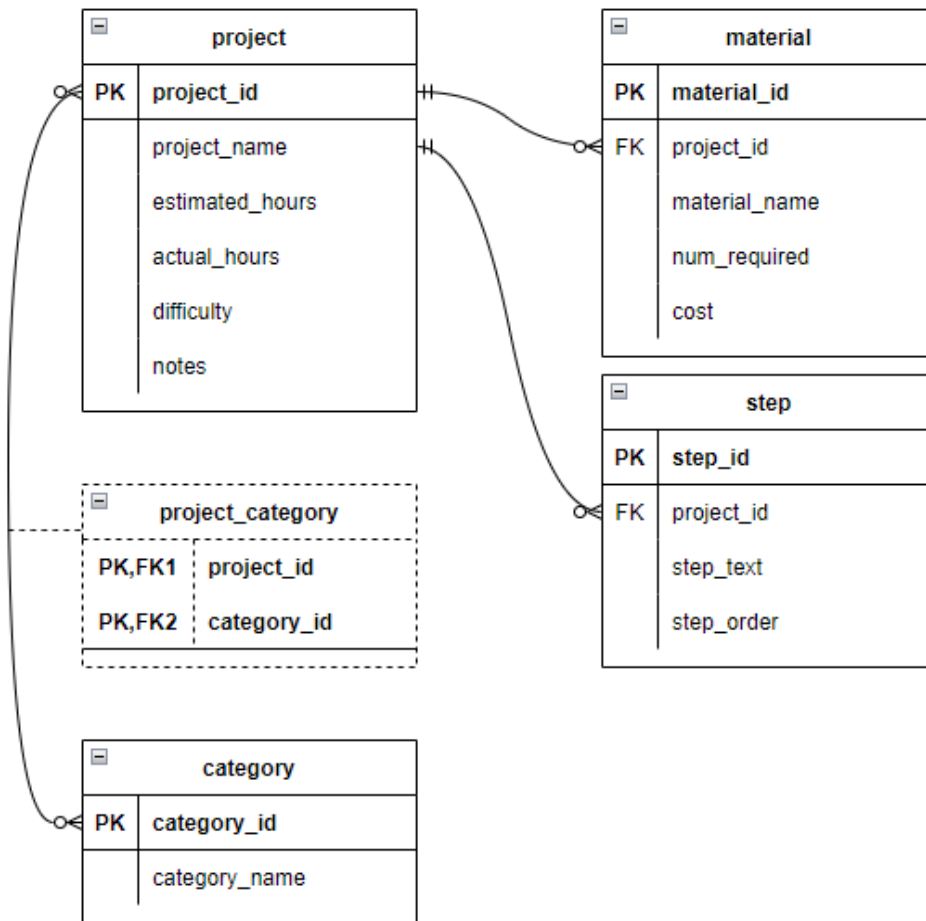 project
PK project_id
project_name
estimated_hours
actual_hours
difficulty
notes
material
PK material_id
FK project_id
material_name
num_required
cost
step
PK step_id
FK project_id
step_text
step_order
project_category
PK,FK1 project_id
PK,FK2 category_id
category
PK category_id
category_name